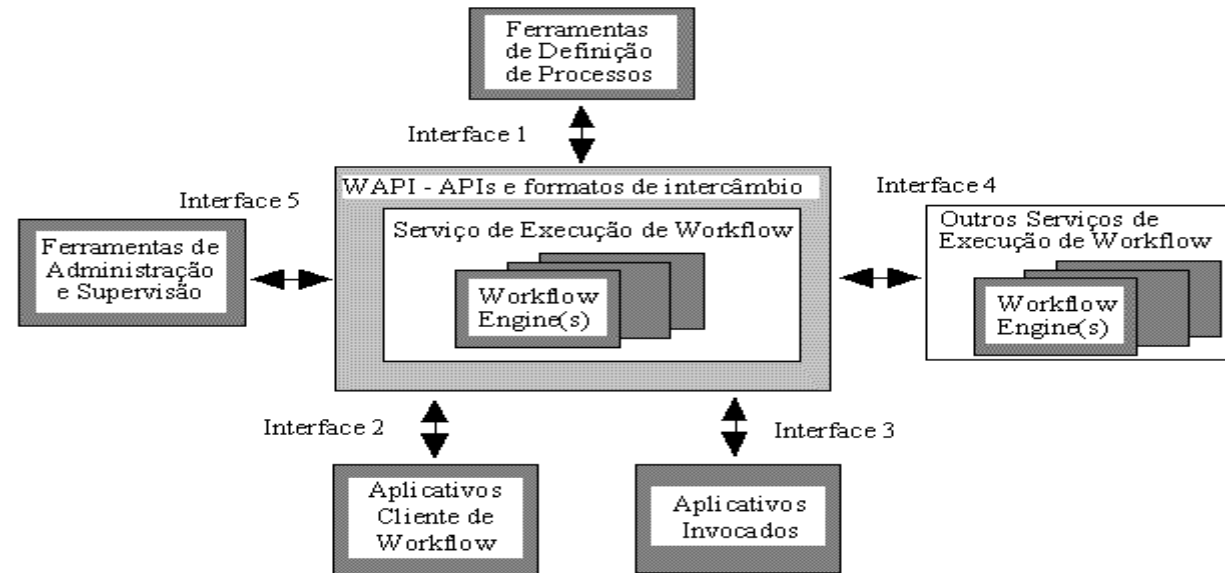 Ferramentas
de Definição
de Processos
Interface 1
WAPI - APIs e formatos de intercâmbio
Interface 4
Interface 5
Serviço de Execução de Workflow
Outros Serviços de
Execução de Workflow
Ferramentas de
Administração
e Supervisão
Workflow
Engine(s)
Workflow
Engine(s)
Interface 2
Interface 3
Aplicativos
Cliente de
Workflow
Aplicativos
Invocados